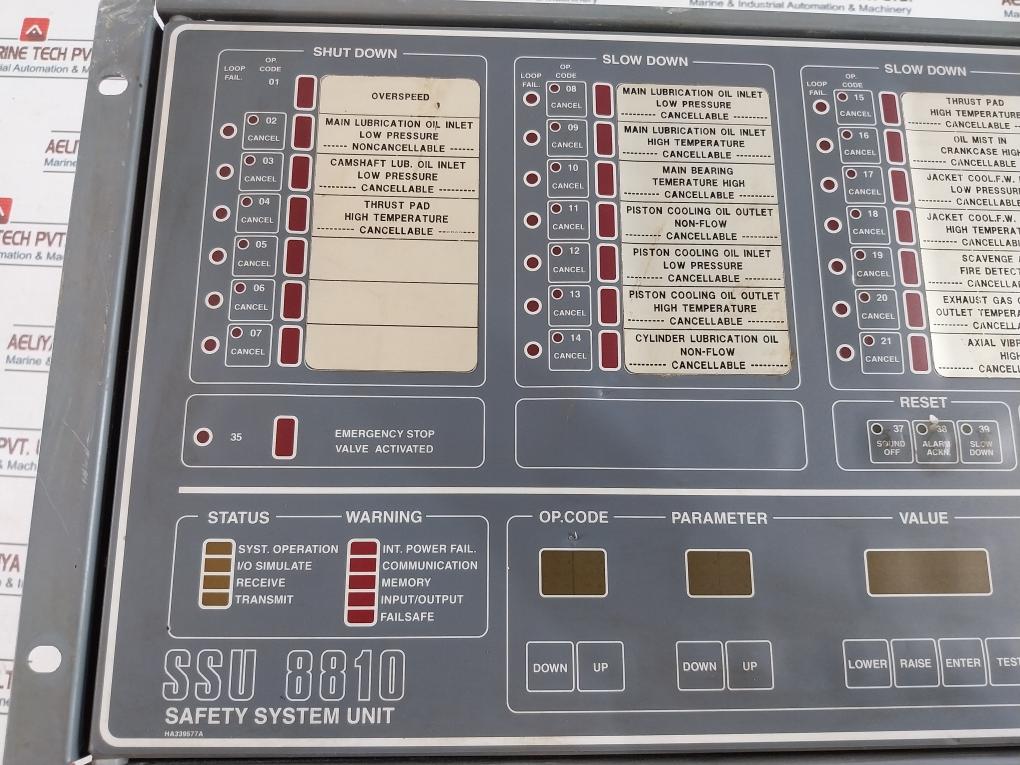 RINE TECH PVT
ial Automation & M
Marine & Industrial Automation & Machinery
AELIYA
Marine
TECH PVT.
Automation & M
AELIYA
Marine &
PVT. L
& Mach
SHUT DOWN
LOOP FAIL.
OP. CODE
01
OVERSPEED
02
CANCEL
MAIN LUBRICATION OIL INLET
LOW PRESSURE
----- NONCANCELLABLE -----
03
CANCEL
CAMSHAFT LUB. OIL INLET
LOW PRESSURE
------- CANCELLABLE -------
04
CANCEL
THRUST PAD
HIGH TEMPERATURE
------- CANCELLABLE -------
05
CANCEL
06
CANCEL
07
CANCEL
SLOW DOWN
LOOP FAIL.
OP. CODE
08
CANCEL
MAIN LUBRICATION OIL INLET
LOW PRESSURE
------- CANCELLABLE -------
09
CANCEL
MAIN LUBRICATION OIL INLET
HIGH TEMPERATURE
------- CANCELLABLE -------
10
CANCEL
MAIN BEARING
TEMERATURE HIGH
------- CANCELLABLE -------
11
CANCEL
PISTON COOLING OIL OUTLET
NON-FLOW
------- CANCELLABLE -------
12
CANCEL
PISTON COOLING OIL INLET
LOW PRESSURE
------- CANCELLABLE -------
13
CANCEL
PISTON COOLING OIL OUTLET
HIGH TEMPERATURE
------- CANCELLABLE -------
14
CANCEL
CYLINDER LUBRICATION OIL
NON-FLOW
------- CANCELLABLE -------
SLOW DOWN
LOOP FAIL.
OP. CODE
15
CANCEL
THRUST PAD
HIGH TEMPERATURE
------- CANCELLABLE
16
CANCEL
OIL MIST IN
CRANKCASE HIGH
------- CANCELLABLE
17
CANCEL
JACKET COOL.F.W.
LOW PRESSURE
------- CANCELLABL
18
CANCEL
JACKET COOL.F.W.
HIGH TEMPERAT
------- CANCELLAB
19
CANCEL
SCAVENGE
FIRE DETECT
------- CANCELLA
20
CANCEL
EXHAUST GAS
OUTLET TEMPERA
------- CANCELLA
21
CANCEL
AXIAL VIBR
HIGH
------- CANCELL
35
EMERGENCY STOP
VALVE ACTIVATED
RESET
37
SOUND OFF
38
ALARM ACKN.
39
SLOW DOWN
STATUS
SYST. OPERATION
I/O SIMULATE
RECEIVE
TRANSMIT
WARNING
INT. POWER FAIL.
COMMUNICATION
MEMORY
INPUT/OUTPUT
FAILSAFE
OP.CODE
PARAMETER
VALUE
DOWN
UP
DOWN
UP
LOWER
RAISE
ENTER
TEST
SSU 8810
SAFETY SYSTEM UNIT
HA339577A